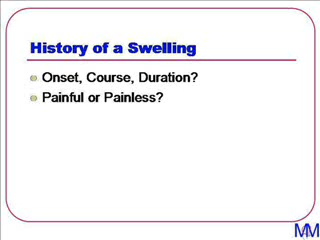 History of a Swelling
Onset, Course, Duration?
Painful or Painless?
MM